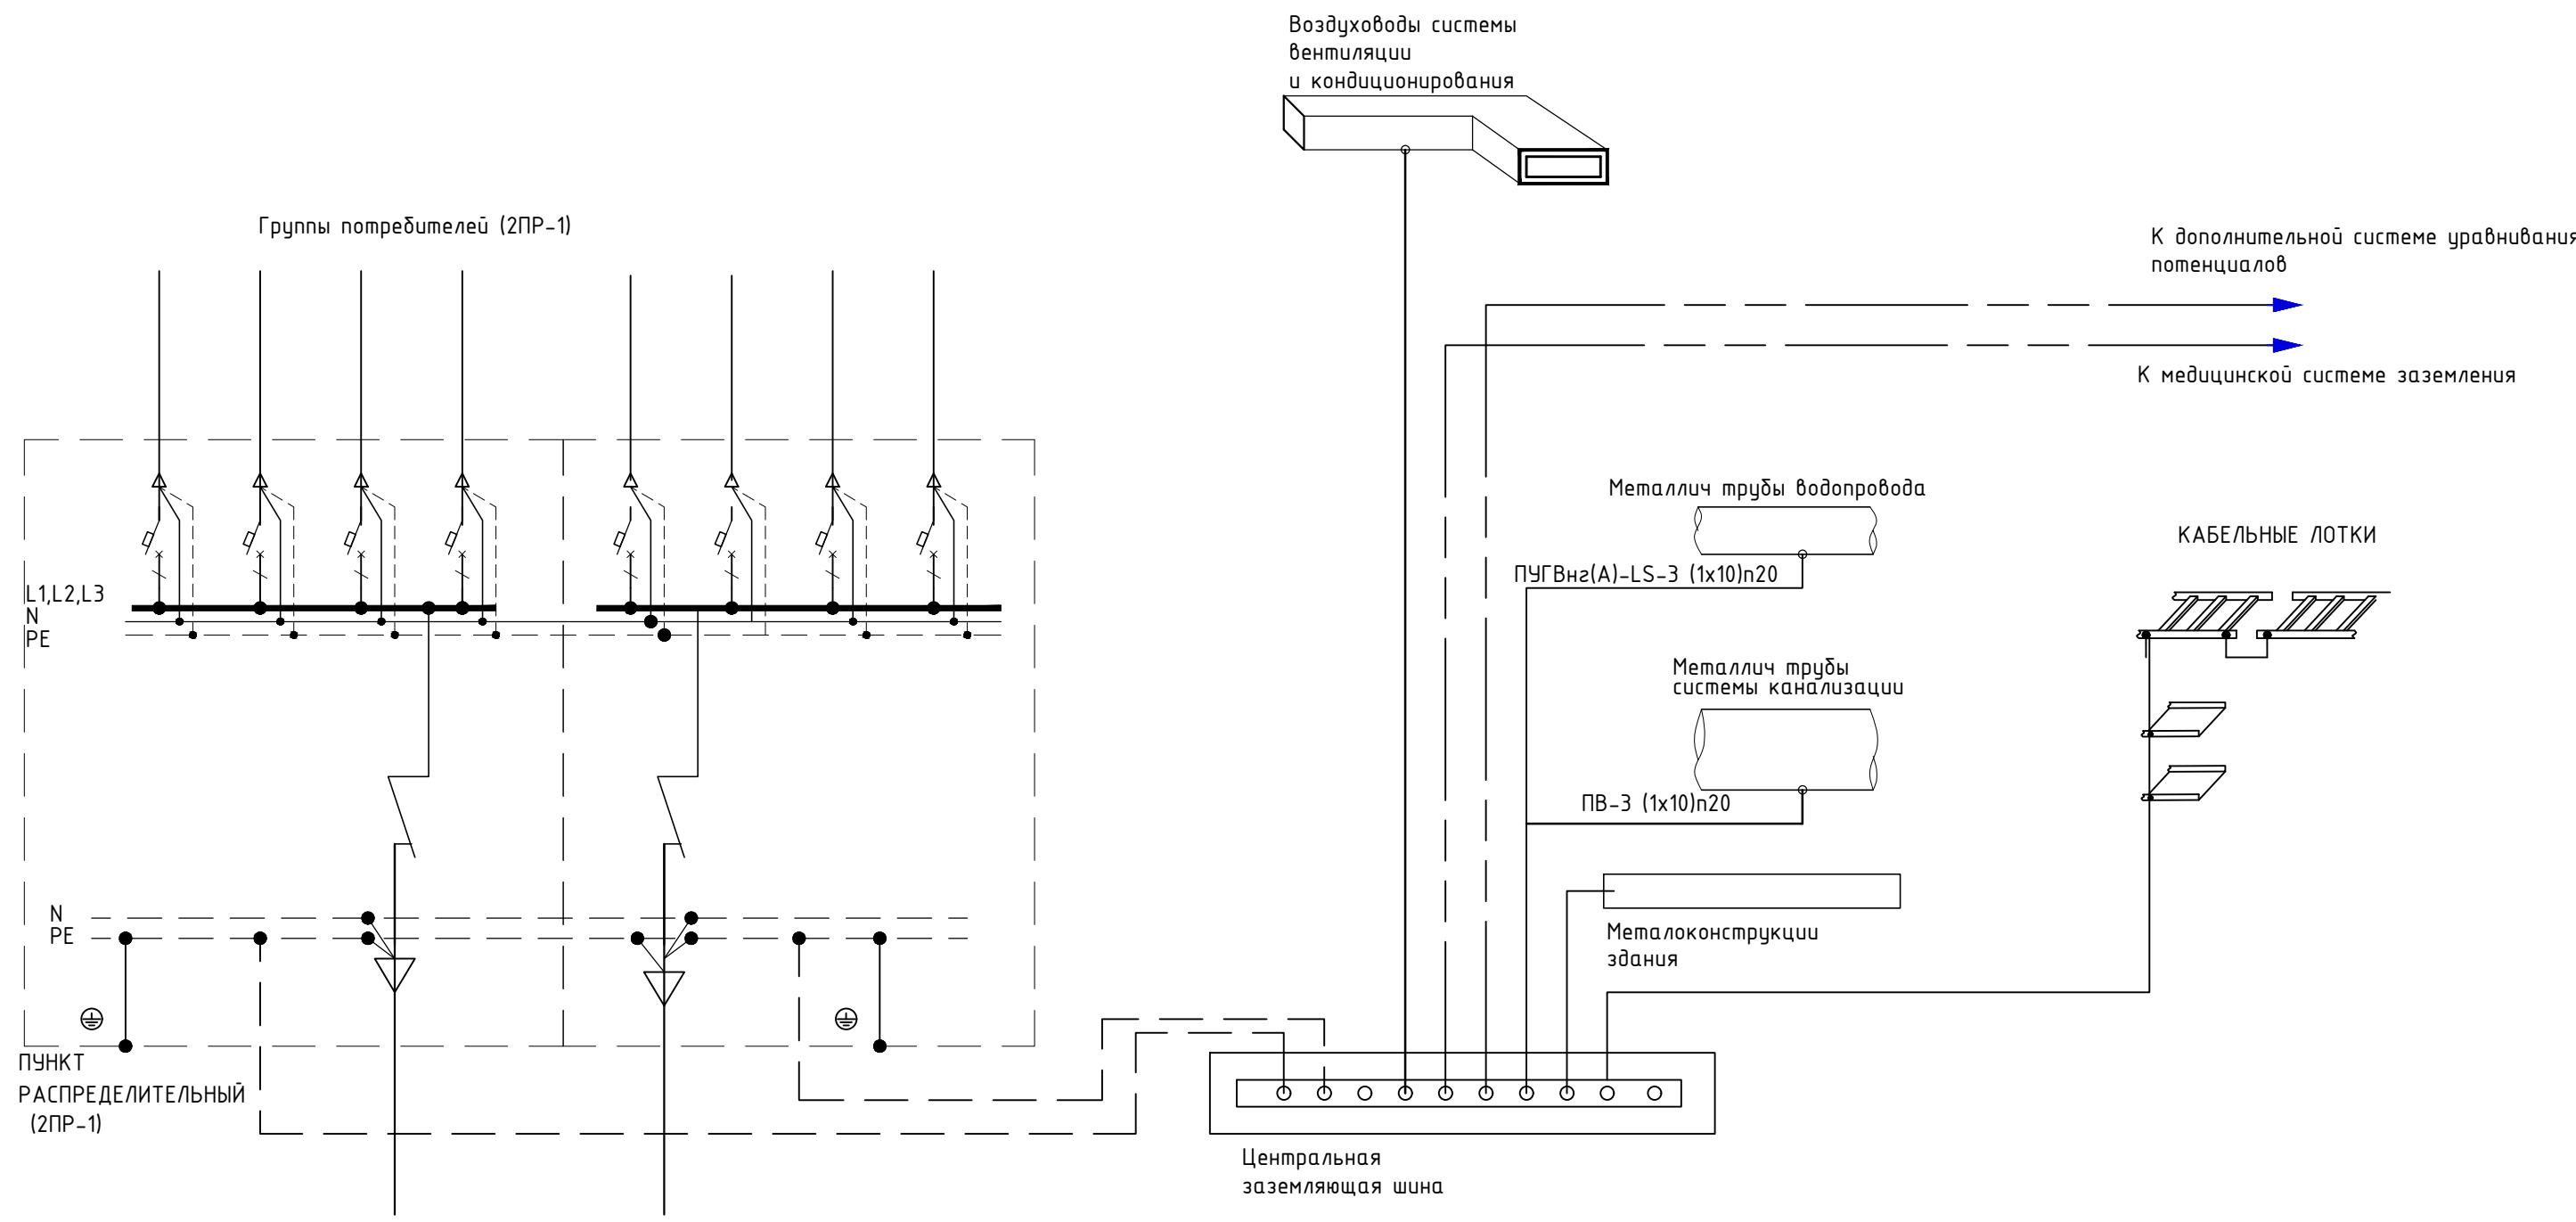 Воздуховоды системы
вентиляции
и кондиционирования
Группы потребителей (2ПР-1)
К дополнительной системе уравнивания
потенциалов
К медицинской системе заземления
Металлич трубы водопровода
КАБЕЛЬНЫЕ ЛОТКИ
ПУГВнг(А)-LS-3 (1х10)п20
L1,L2,L3
N
PE
Металлич трубы
системы канализации
ПВ-3 (1х10)п20
N
PE
Металоконструкции
здания
ПУНКТ
РАСПРЕДЕЛИТЕЛЬНЫЙ
(2ПР-1)
Центральная
заземляющая шина